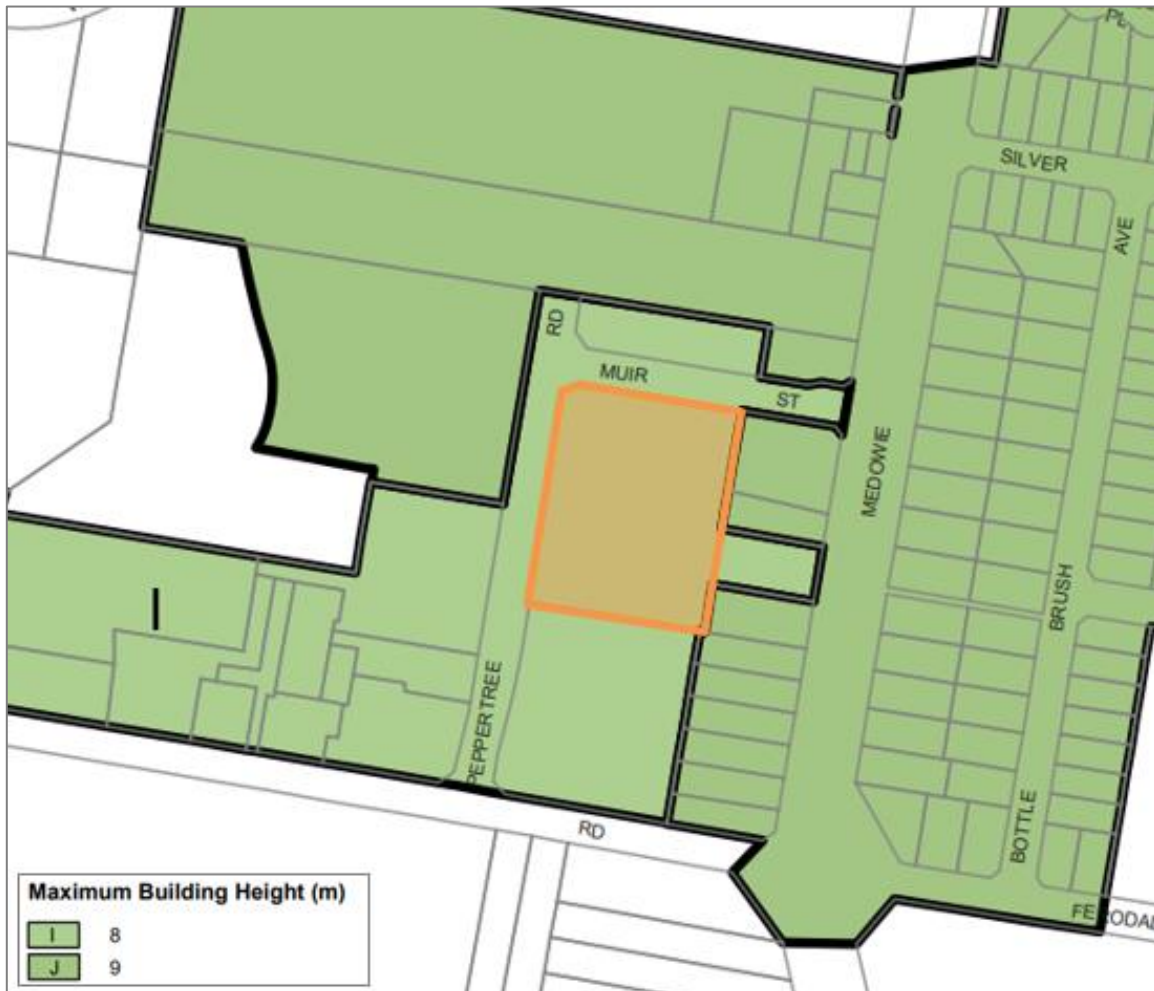 SILVER
AVE
RD
MUIR
ST
MEDOWIE
I
BRUSH
PEPPERTREE
BOTTLE
RD
Maximum Building Height (m)
I 8
J 9